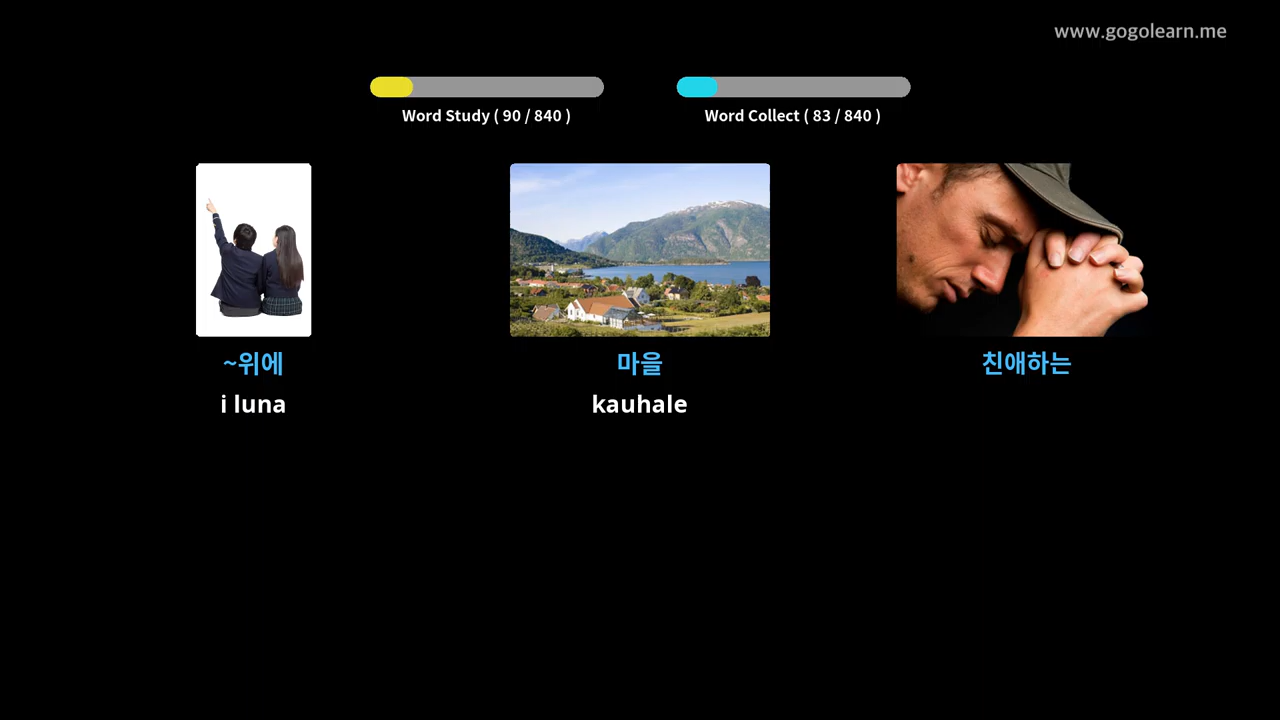 www.gogolearn.me
Word Study ( 90 / 840 )
Word Collect ( 83 / 840 )
~위에
마을
친애하는
i luna
kauhale